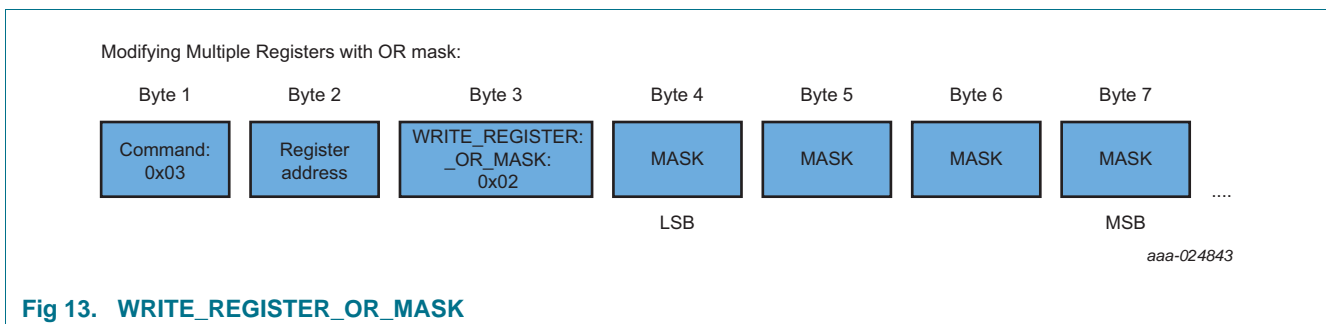 Modifying Multiple Registers with OR mask:
Byte 1 Byte 2 Byte 3 Byte 4 Byte 5 Byte 6 Byte 7
Command:
0x03
Register
address
WRITE_REGISTER:
_OR_MASK:
0x02
MASK
MASK
MASK
MASK
....
LSB MSB
aaa-024843
Fig 13. WRITE_REGISTER_OR_MASK